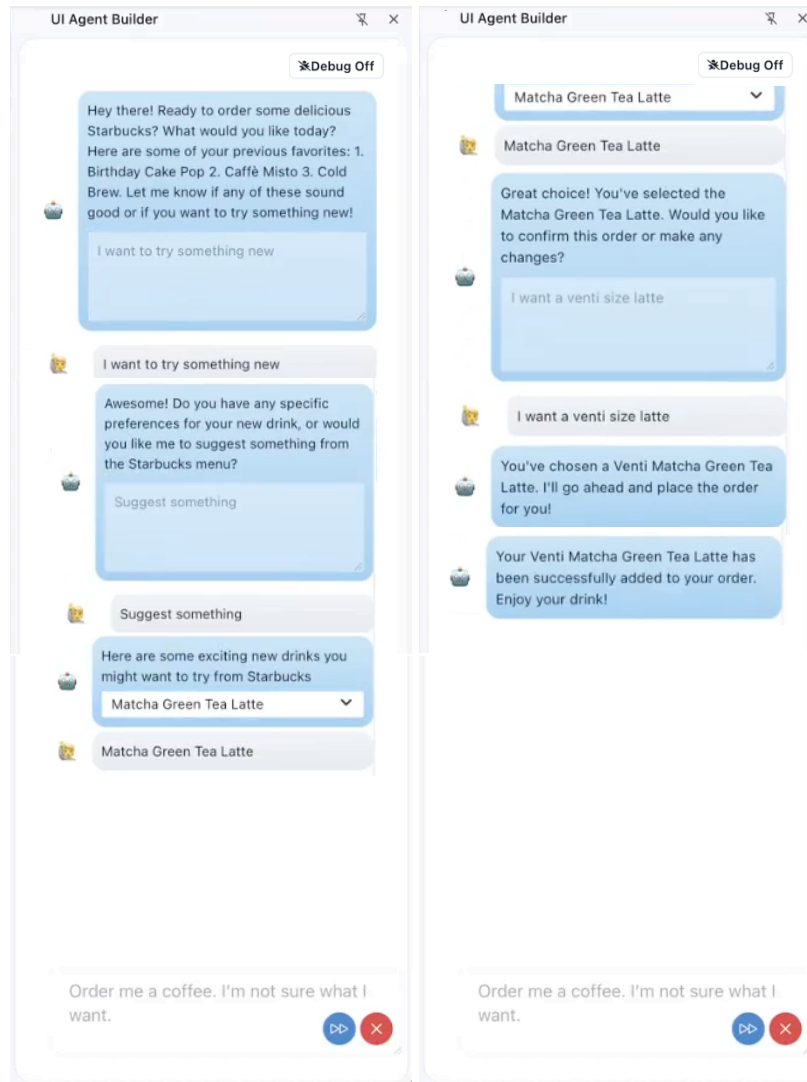 UI Agent Builder
Debug Off
Hey there! Ready to order some delicious
Starbucks? What would you like today?
Here are some of your previous favorites: 1.
Birthday Cake Pop 2. Caffè Misto 3. Cold
Brew. Let me know if any of these sound
good or if you want to try something new!
I want to try something new
I want to try something new
Awesome! Do you have any specific
preferences for your new drink, or would
you like me to suggest something from
the Starbucks menu?
Suggest something
Suggest something
Here are some exciting new drinks you
might want to try from Starbucks
Matcha Green Tea Latte
Matcha Green Tea Latte
Order me a coffee. I'm not sure what I
want.
UI Agent Builder
Debug Off
Matcha Green Tea Latte
Matcha Green Tea Latte
Great choice! You've selected the
Matcha Green Tea Latte. Would you like
to confirm this order or make any
changes?
I want a venti size latte
I want a venti size latte
You've chosen a Venti Matcha Green Tea
Latte. I'll go ahead and place the order
for you!
Your Venti Matcha Green Tea Latte has
been successfully added to your order.
Enjoy your drink!
Order me a coffee. I'm not sure what I
want.